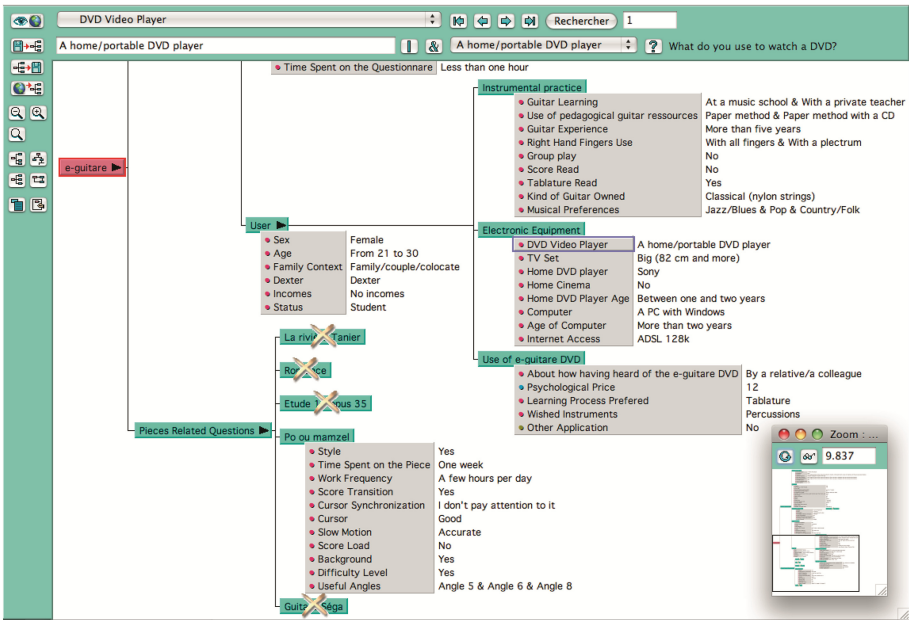 DVD Video Player
Rechercher
1
A home/portable DVD player
&
A home/portable DVD player
?
What do you use to watch a DVD?
Time Spent on the Questionnare Less than one hour
Instrumental practice
Guitar Learning At a music school & With a private teacher
Use of pedagogical guitar ressources Paper method & Paper method with a CD
Guitar Experience More than five years
Right Hand Fingers Use With all fingers & With a plectrum
Group play No
Score Read No
Tablature Read Yes
Kind of Guitar Owned Classical (nylon strings)
Musical Preferences Jazz/Blues & Pop & Country/Folk
e-guitare
User
Sex Female
Age From 21 to 30
Family Context Family/couple/colocate
Dexter Dexter
Incomes No incomes
Status Student
Electronic Equipment
DVD Video Player A home/portable DVD player
TV Set Big (82 cm and more)
Home DVD player Sony
Home Cinema No
Home DVD Player Age Between one and two years
Computer A PC with Windows
Age of Computer More than two years
Internet Access ADSL 128k
Use of e-guitare DVD
About how having heard of the e-guitare DVD By a relative/a colleague
Psychological Price 12
Learning Process Prefered Tablature
Wished Instruments Percussions
Other Application No
Pieces Related Questions
La Tanier
Etude
35
Po ou mamzel
Style Yes
Time Spent on the Piece One week
Work Frequency A few hours per day
Score Transition Yes
Cursor Synchronization I don't pay attention to it
Cursor Good
Slow Motion Accurate
Score Load No
Background Yes
Difficulty Level Yes
Useful Angles Angle 5 & Angle 6 & Angle 8
Séga
Zoom : ...
9.837